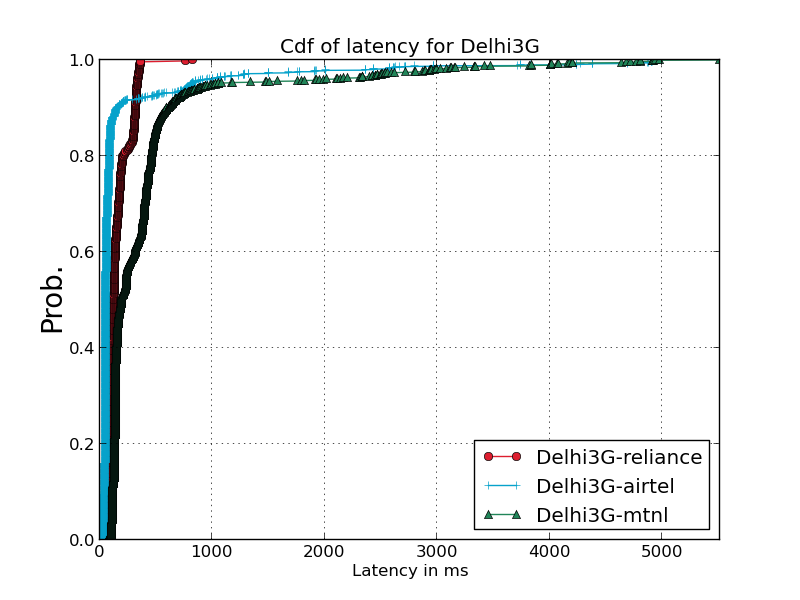 Cdf of latency for Delhi3G
Prob.
1.0
0.8
0.6
0.4
0.2
0.0
0 1000 2000 3000 4000 5000
Latency in ms
Delhi3G-reliance
Delhi3G-airtel
Delhi3G-mtnl